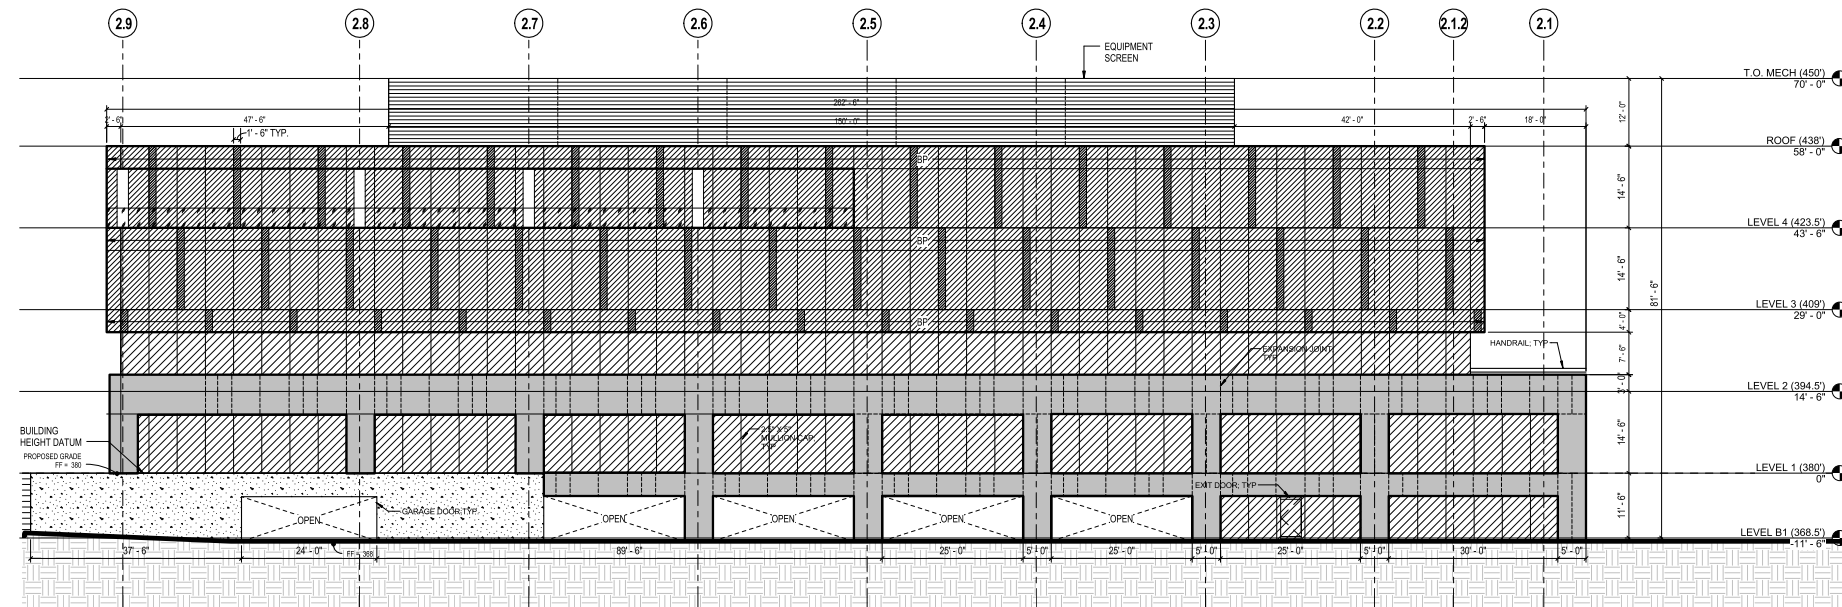 2.9
2.8
2.7
2.6
2.5
2.4
2.3
2.2
2.1.2
2.1
EQUIPMENT
SCREEN
T.O. MECH (450')
70' - 0"
262' - 6"
2' - 6"
47' - 6"
150' - 0"
42' - 0"
2' - 6"
18' - 0"
12' - 0"
1' - 6" TYP.
ROOF (438')
58' - 0"
BP.
14' - 6"
LEVEL 4 (423.5')
43' - 6"
BP.
14' - 6"
81' - 6"
LEVEL 3 (409')
29' - 0"
BP.
4' - 0"
HANDRAIL; TYP
EXPANSION JOINT
TYP
7' - 6"
3' - 0"
LEVEL 2 (394.5')
14' - 6"
BUILDING
HEIGHT DATUM
PROPOSED GRADE
FF = 380
2.5" X 5"
MULLION CAP;
TYP
14' - 6"
LEVEL 1 (380')
0"
EXIT DOOR; TYP
GARAGE DOOR; TYP
OPEN
OPEN
OPEN
OPEN
OPEN
11' - 6"
LEVEL B1 (368.5')
-11' - 6"
37' - 6"
24' - 0"
FF = 368
89' - 6"
25' - 0"
5' - 0"
25' - 0"
5' - 0"
25' - 0"
5' - 0"
30' - 0"
5' - 0"